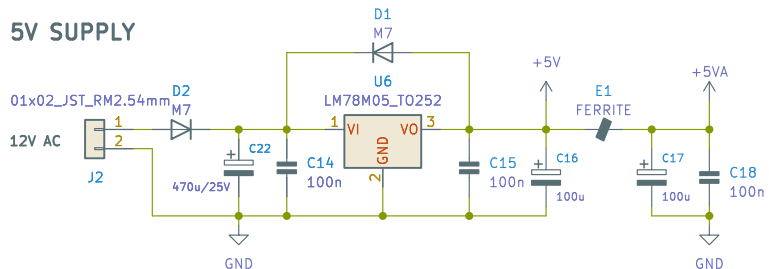 5V SUPPLY
D1
M7
+5V
+5VA
D2
M7
U6
LM78M05_TO252
E1
FERRITE
01x02_JST_RM2.54mm
1
2
12V AC
J2
1
VI
VO
3
GND
2
C22
470u/25V
C14
100n
C15
100n
C16
100u
C17
100u
C18
100n
GND
GND